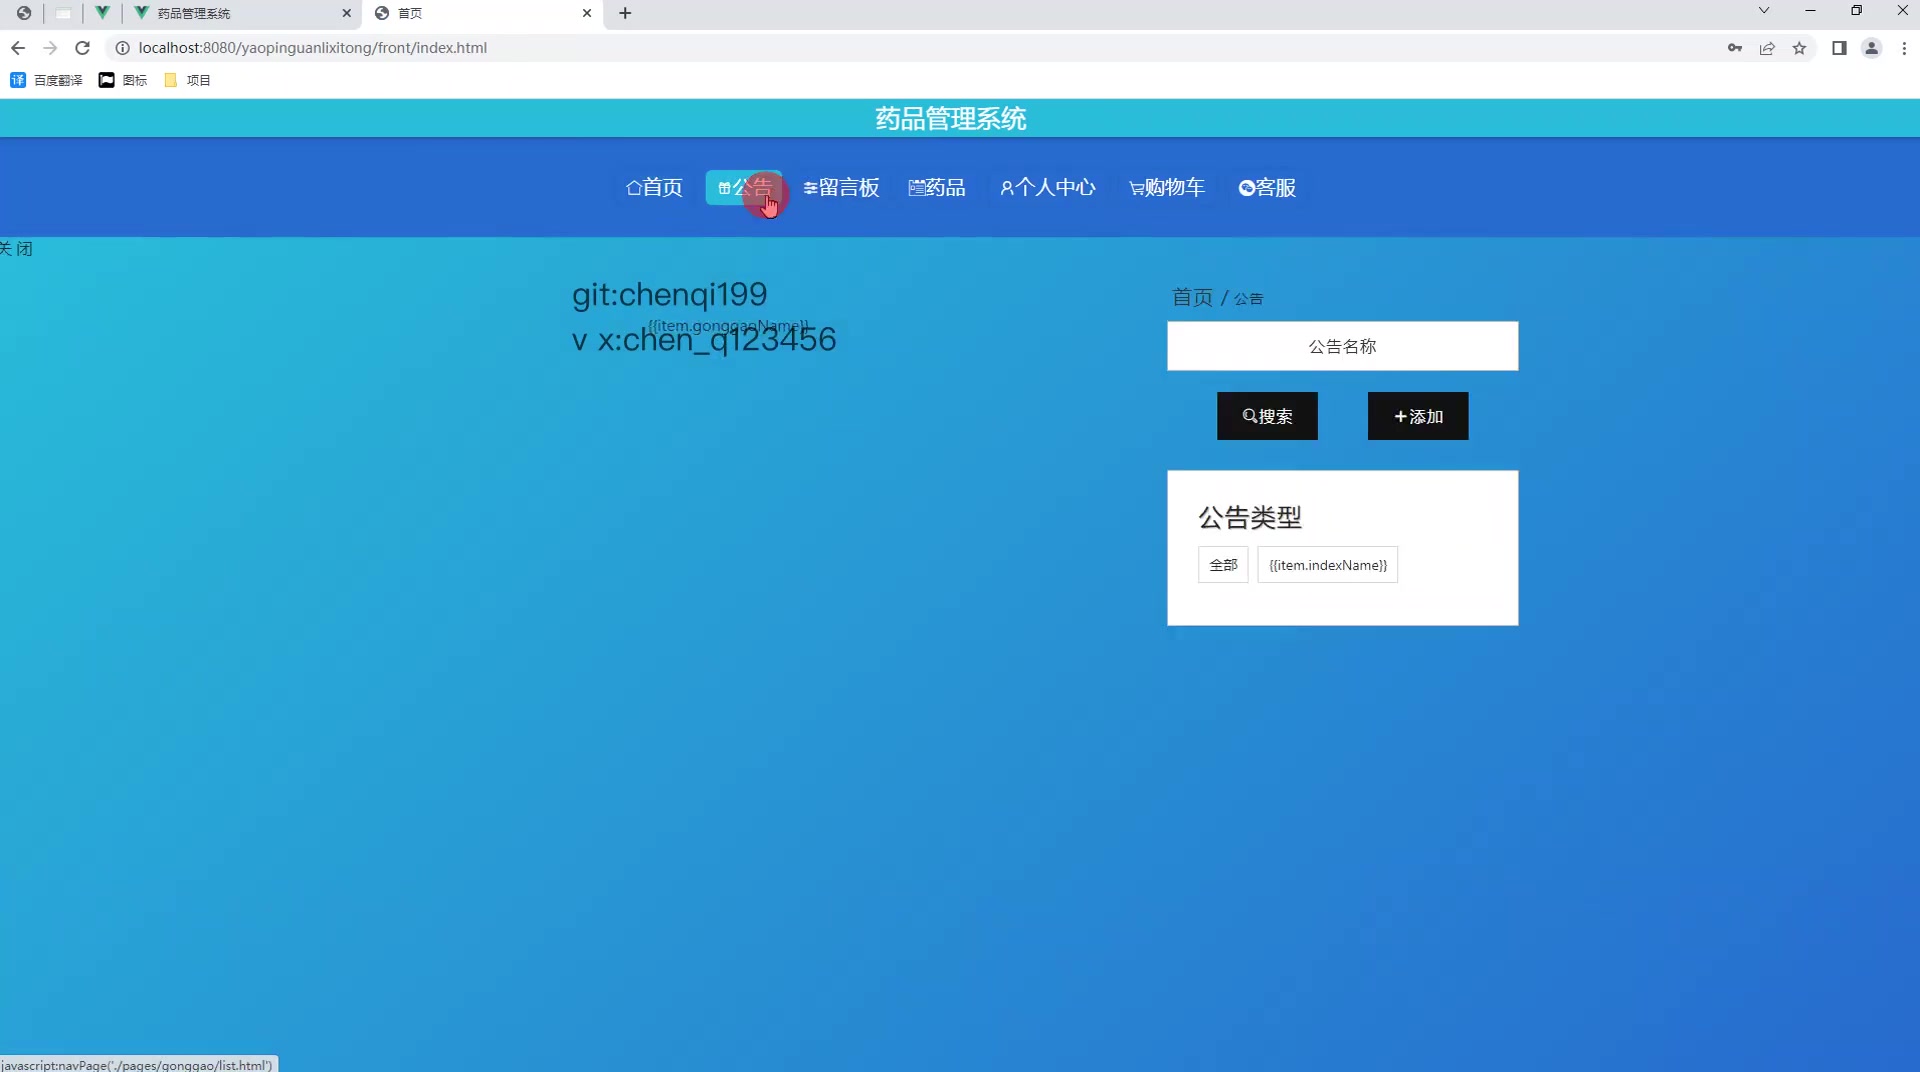 药品管理系统
首页
localhost:8080/yaopinguanlixitong/front/index.html
百度翻译
图标
项目
药品管理系统
首页
公告
留言板
药品
个人中心
购物车
客服
关 闭
git:chenqi199
{{item.gonggaoName}}
v x:chen_q123456
首页 / 公告
公告名称
搜索
+添加
公告类型
全部
{{item.indexName}}
javascript:navPage('./pages/gonggao/list.html')